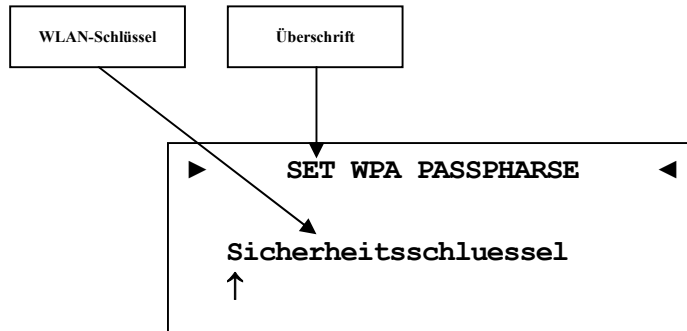 WLAN-Schlüssel
Überschrift
► SET WPA PASSPHARSE ◄
Sicherheitsschluessel
↑